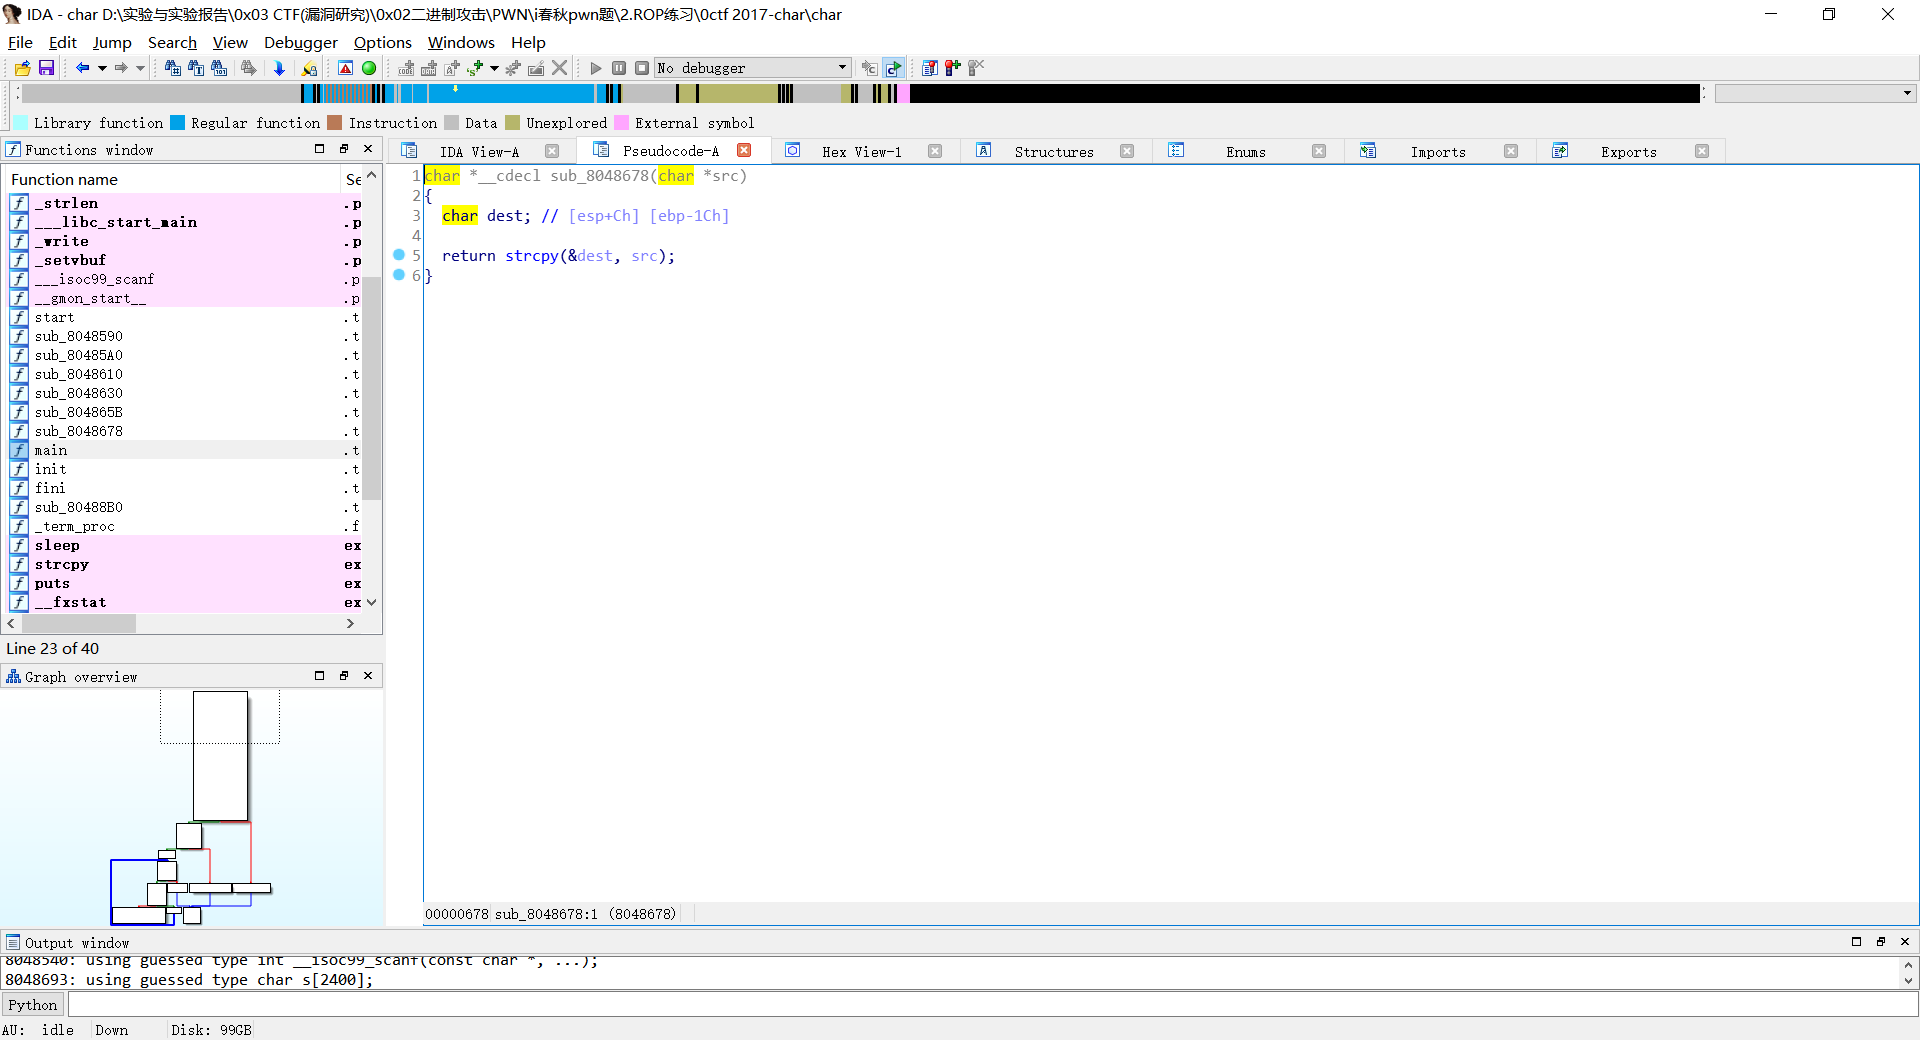 IDA - char D:\实验与实验报告\0x03 CTF(漏洞研究)\0x02二进制攻击\PWN\i春秋pwn题\2.ROP练习\0ctf 2017-char\char
File Edit Jump Search View Debugger Options Windows Help
No debugger
Library function Regular function Instruction Data Unexplored External symbol
Functions window
IDA View-A Pseudocode-A Hex View-1 Structures Enums Imports Exports
Function name Se
_strlen .p
___libc_start_main .p
_write .p
_setvbuf .p
___isoc99_scanf .p
__gmon_start__ .p
start .t
sub_8048590 .t
sub_80485A0 .t
sub_8048610 .t
sub_8048630 .t
sub_804865B .t
sub_8048678 .t
main .t
init .t
fini .t
sub_80488B0 .t
_term_proc .f
sleep ex
strcpy ex
puts ex
__fxstat ex
Line 23 of 40
Graph overview
1 char *__cdecl sub_8048678(char *src)
2 {
3 char dest; // [esp+Ch] [ebp-1Ch]
4
5 return strcpy(&dest, src);
6 }
00000678 sub_8048678:1 (8048678)
Output window
8048540: using guessed type int __isoc99_scanf(const char *, ...);
8048693: using guessed type char s[2400];
Python
AU: idle Down Disk: 99GB